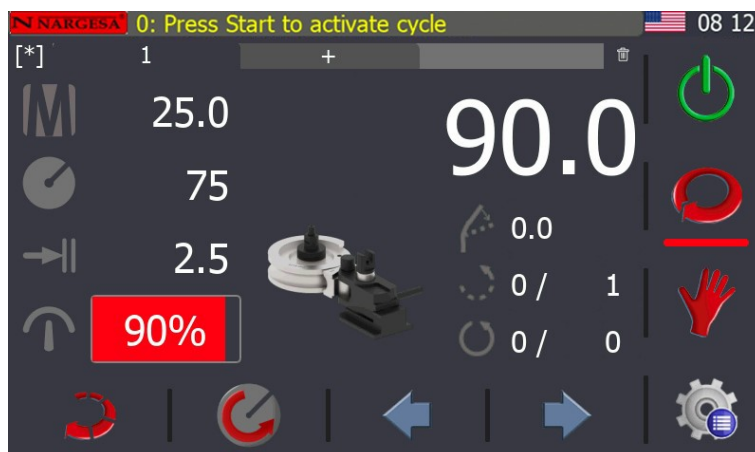 N NARGESA 0: Press Start to activate cycle 08 12
[*] 1 +
25.0
90.0
75
0.0
2.5
0 / 1
90%
0 / 0